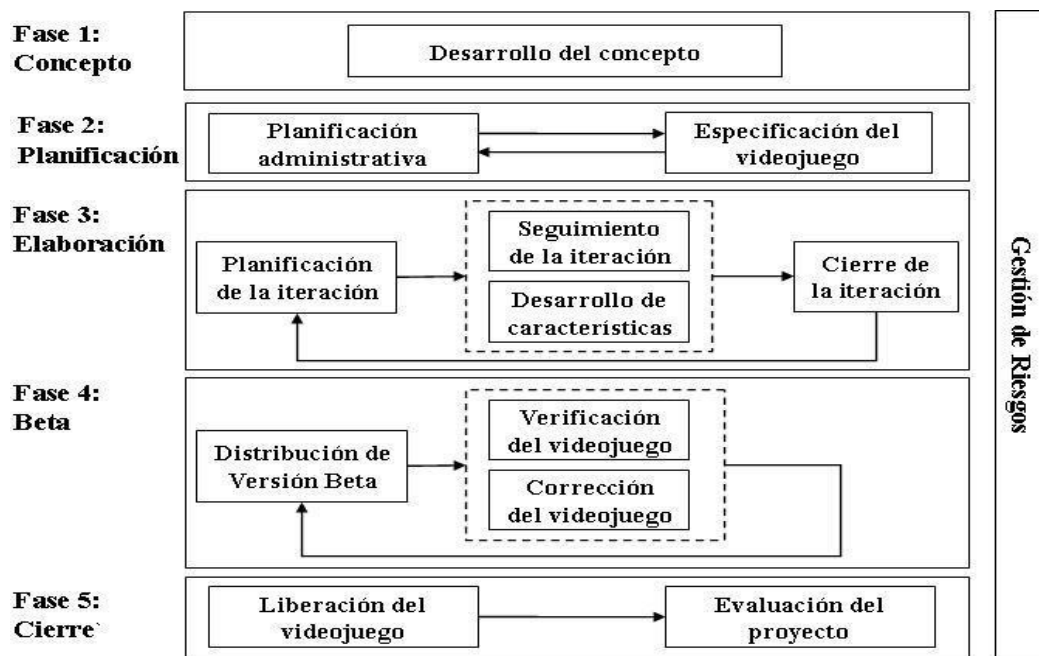 Fase 1:
Concepto
Desarrollo del concepto
Fase 2:
Planificación
Planificación
administrativa
Especificación del
videojuego
Fase 3:
Elaboración
Planificación
de la iteración
Seguimiento
de la iteración
Desarrollo de
características
Cierre de
la iteración
Fase 4:
Beta
Distribución de
Versión Beta
Verificación
del videojuego
Corrección
del videojuego
Fase 5:
Cierre`
Liberación del
videojuego
Evaluación del
proyecto
Gestión de Riesgos